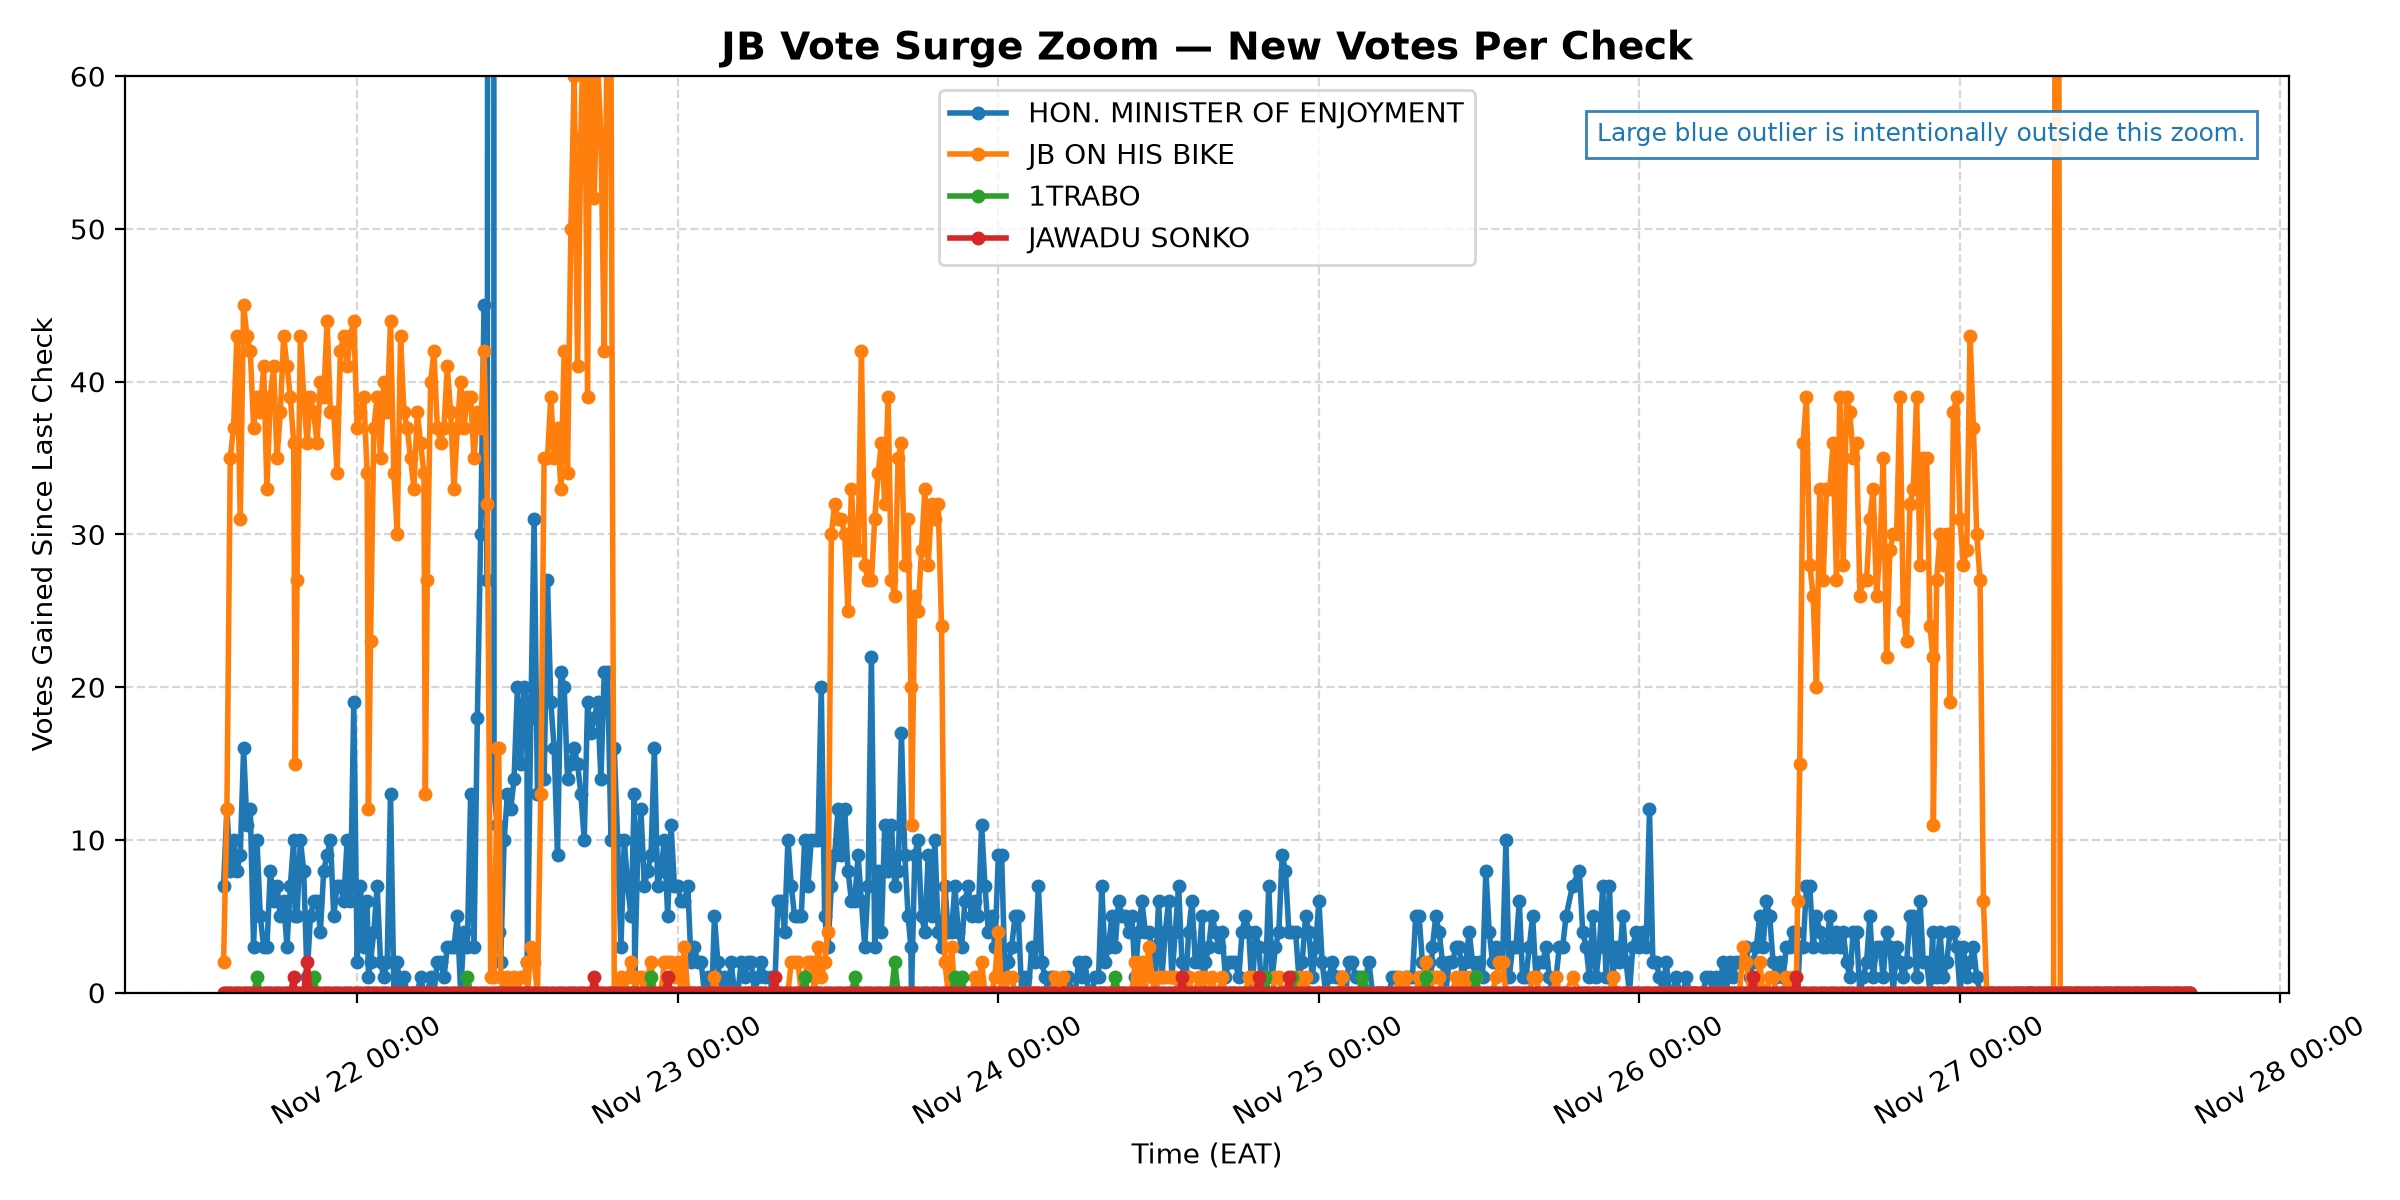 JB Vote Surge Zoom — New Votes Per Check
60
50
40
30
20
10
0
Votes Gained Since Last Check
HON. MINISTER OF ENJOYMENT
JB ON HIS BIKE
1TRABO
JAWADU SONKO
Large blue outlier is intentionally outside this zoom.
Nov 22 00:00
Nov 23 00:00
Nov 24 00:00
Nov 25 00:00
Nov 26 00:00
Nov 27 00:00
Nov 28 00:00
Time (EAT)